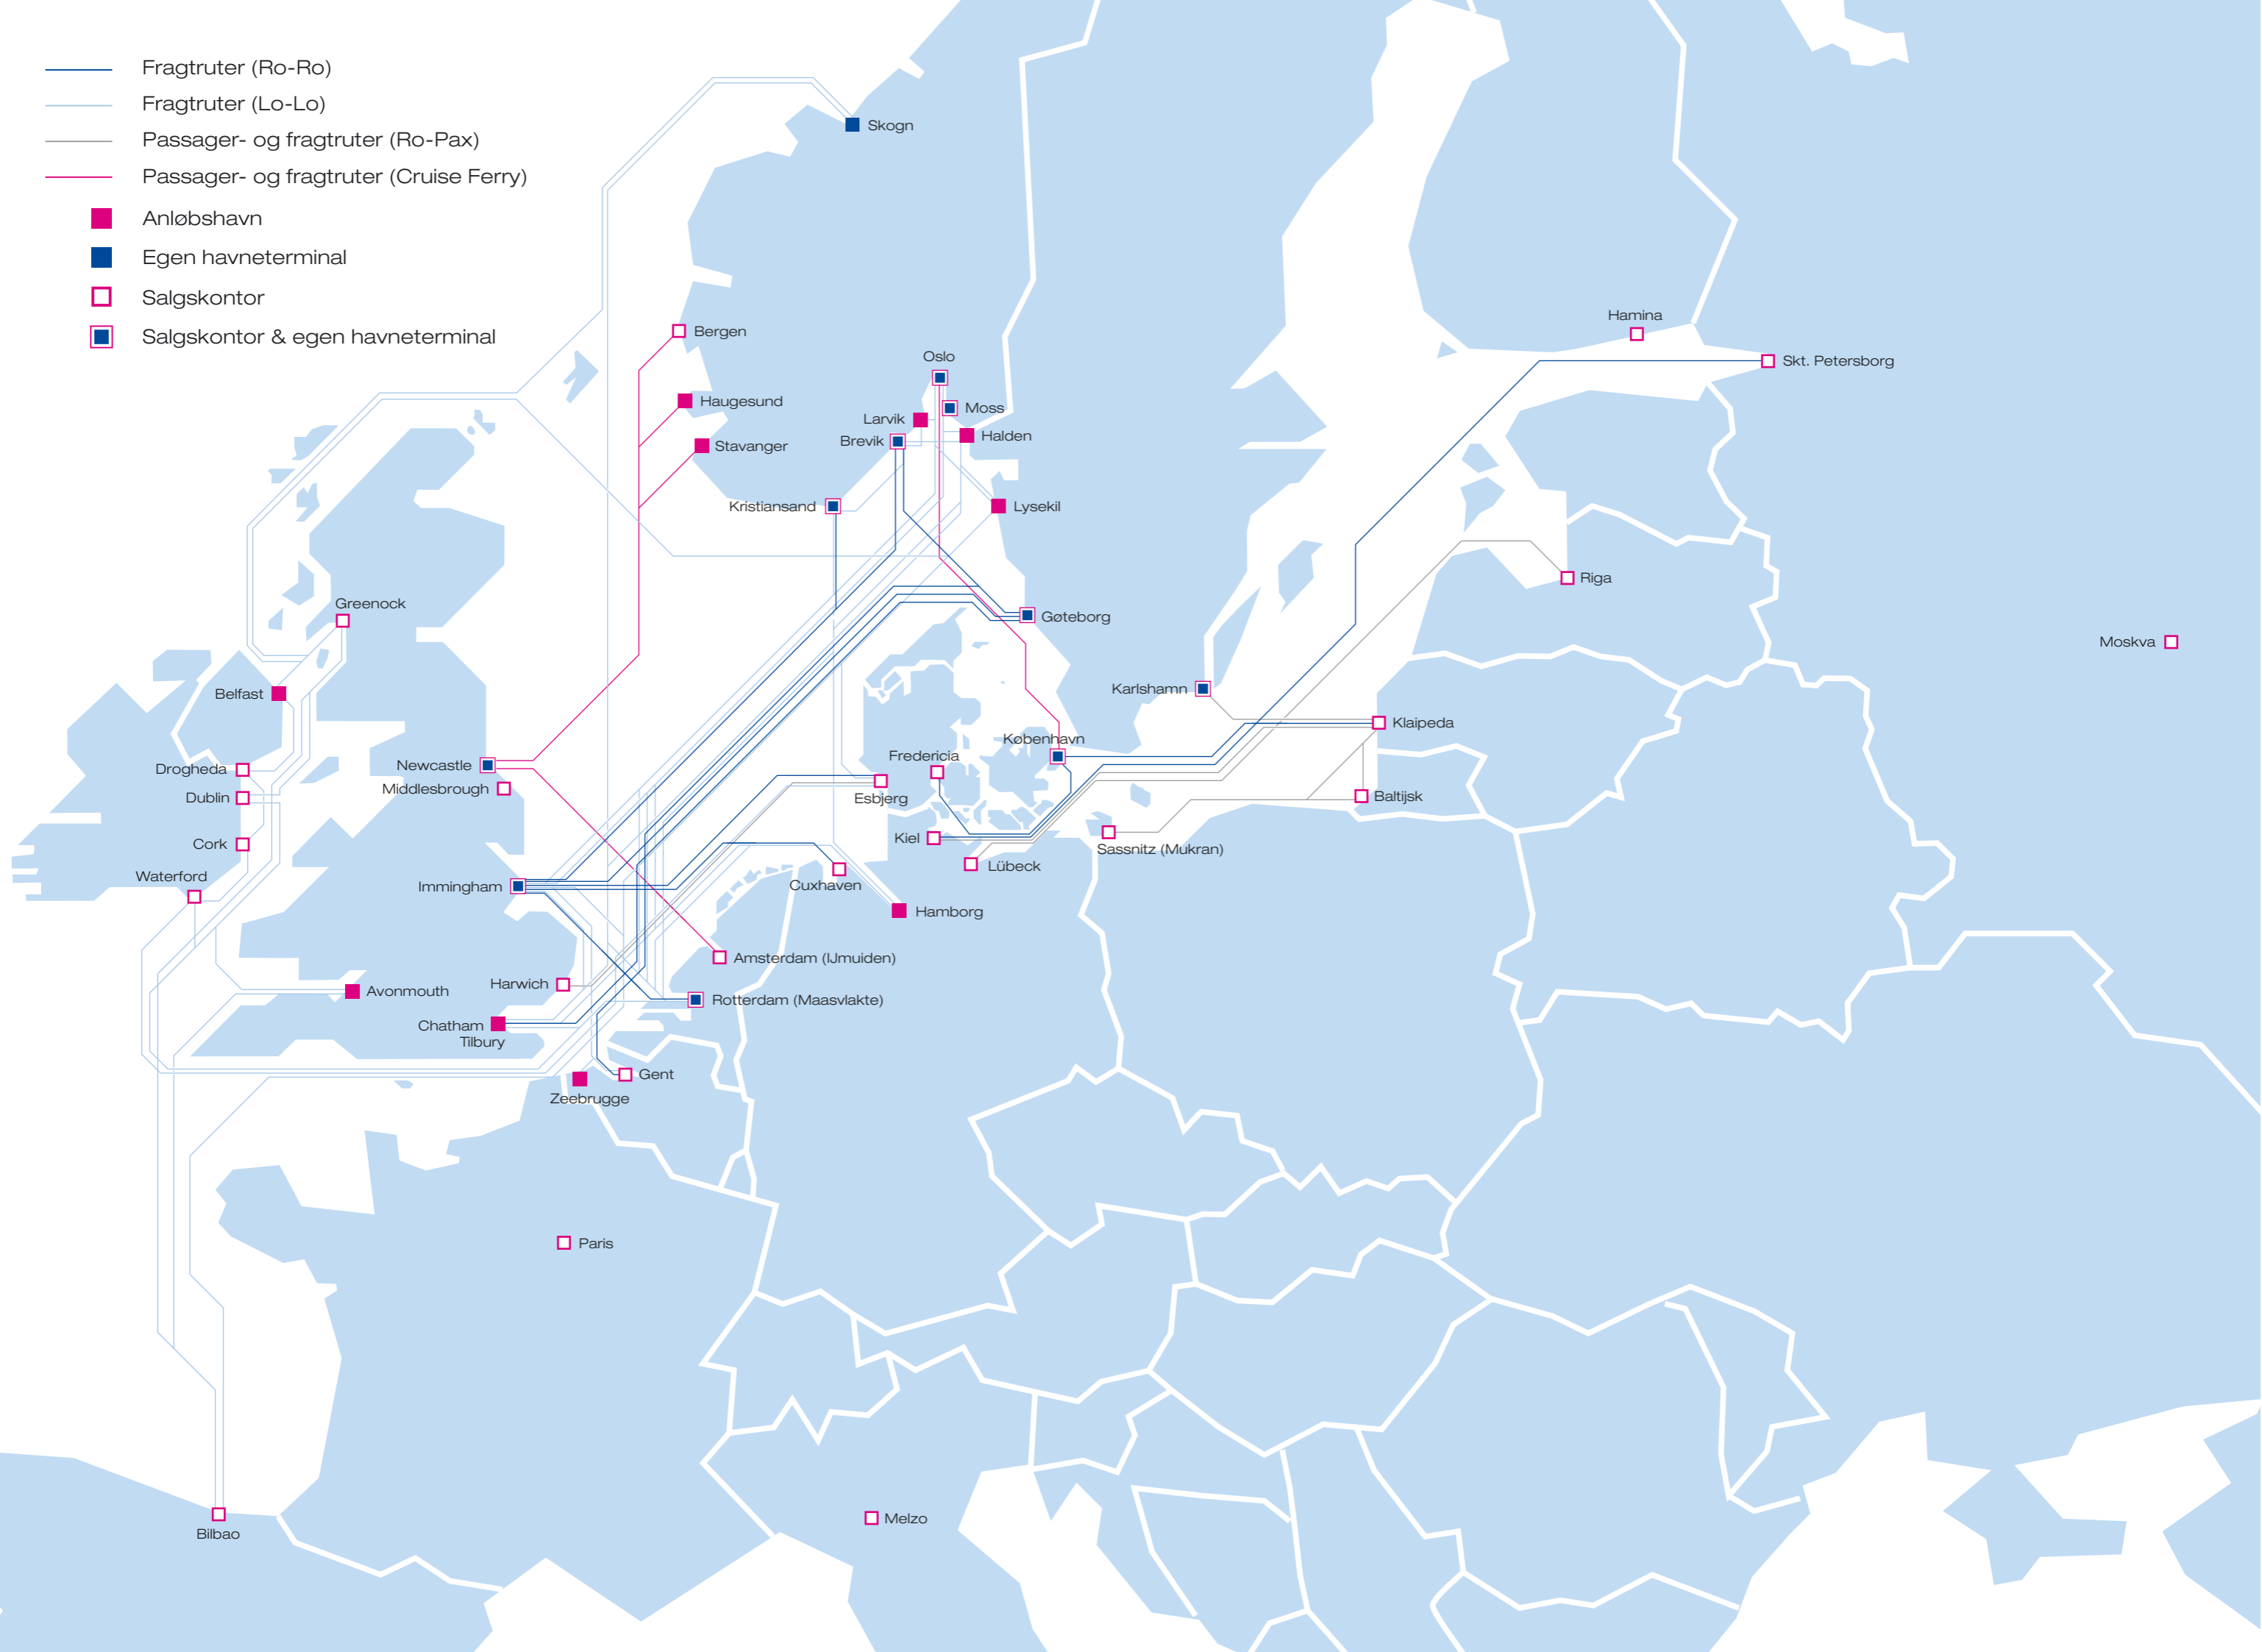 Fragtruter (Ro-Ro)
Fragtruter (Lo-Lo)
Passager- og fragtruter (Ro-Pax)
Passager- og fragtruter (Cruise Ferry)
Anløbshavn
Egen havneterminal
Salgskontor
Salgskontor & egen havneterminal
Skogn
Bergen
Haugesund
Stavanger
Oslo
Moss
Larvik
Halden
Brevik
Kristiansand
Lysekil
Hamina
Skt. Petersborg
Riga
Moskva
Greenock
Gøteborg
Belfast
Karlshamn
Klaipeda
København
Fredericia
Newcastle
Middlesbrough
Esbjerg
Drogheda
Dublin
Baltijsk
Cork
Kiel
Sassnitz (Mukran)
Lübeck
Waterford
Immingham
Cuxhaven
Hamborg
Amsterdam (IJmuiden)
Harwich
Avonmouth
Rotterdam (Maasvlakte)
Chatham
Tilbury
Gent
Zeebrugge
Paris
Bilbao
Melzo